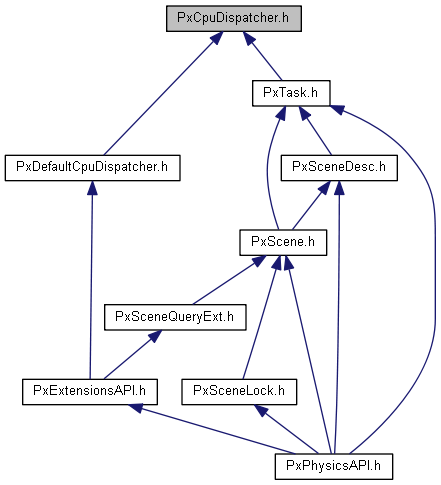 PxCpuDispatcher.h
PxTask.h
PxDefaultCpuDispatcher.h
PxSceneDesc.h
PxScene.h
PxSceneQueryExt.h
PxExtensionsAPI.h
PxSceneLock.h
PxPhysicsAPI.h